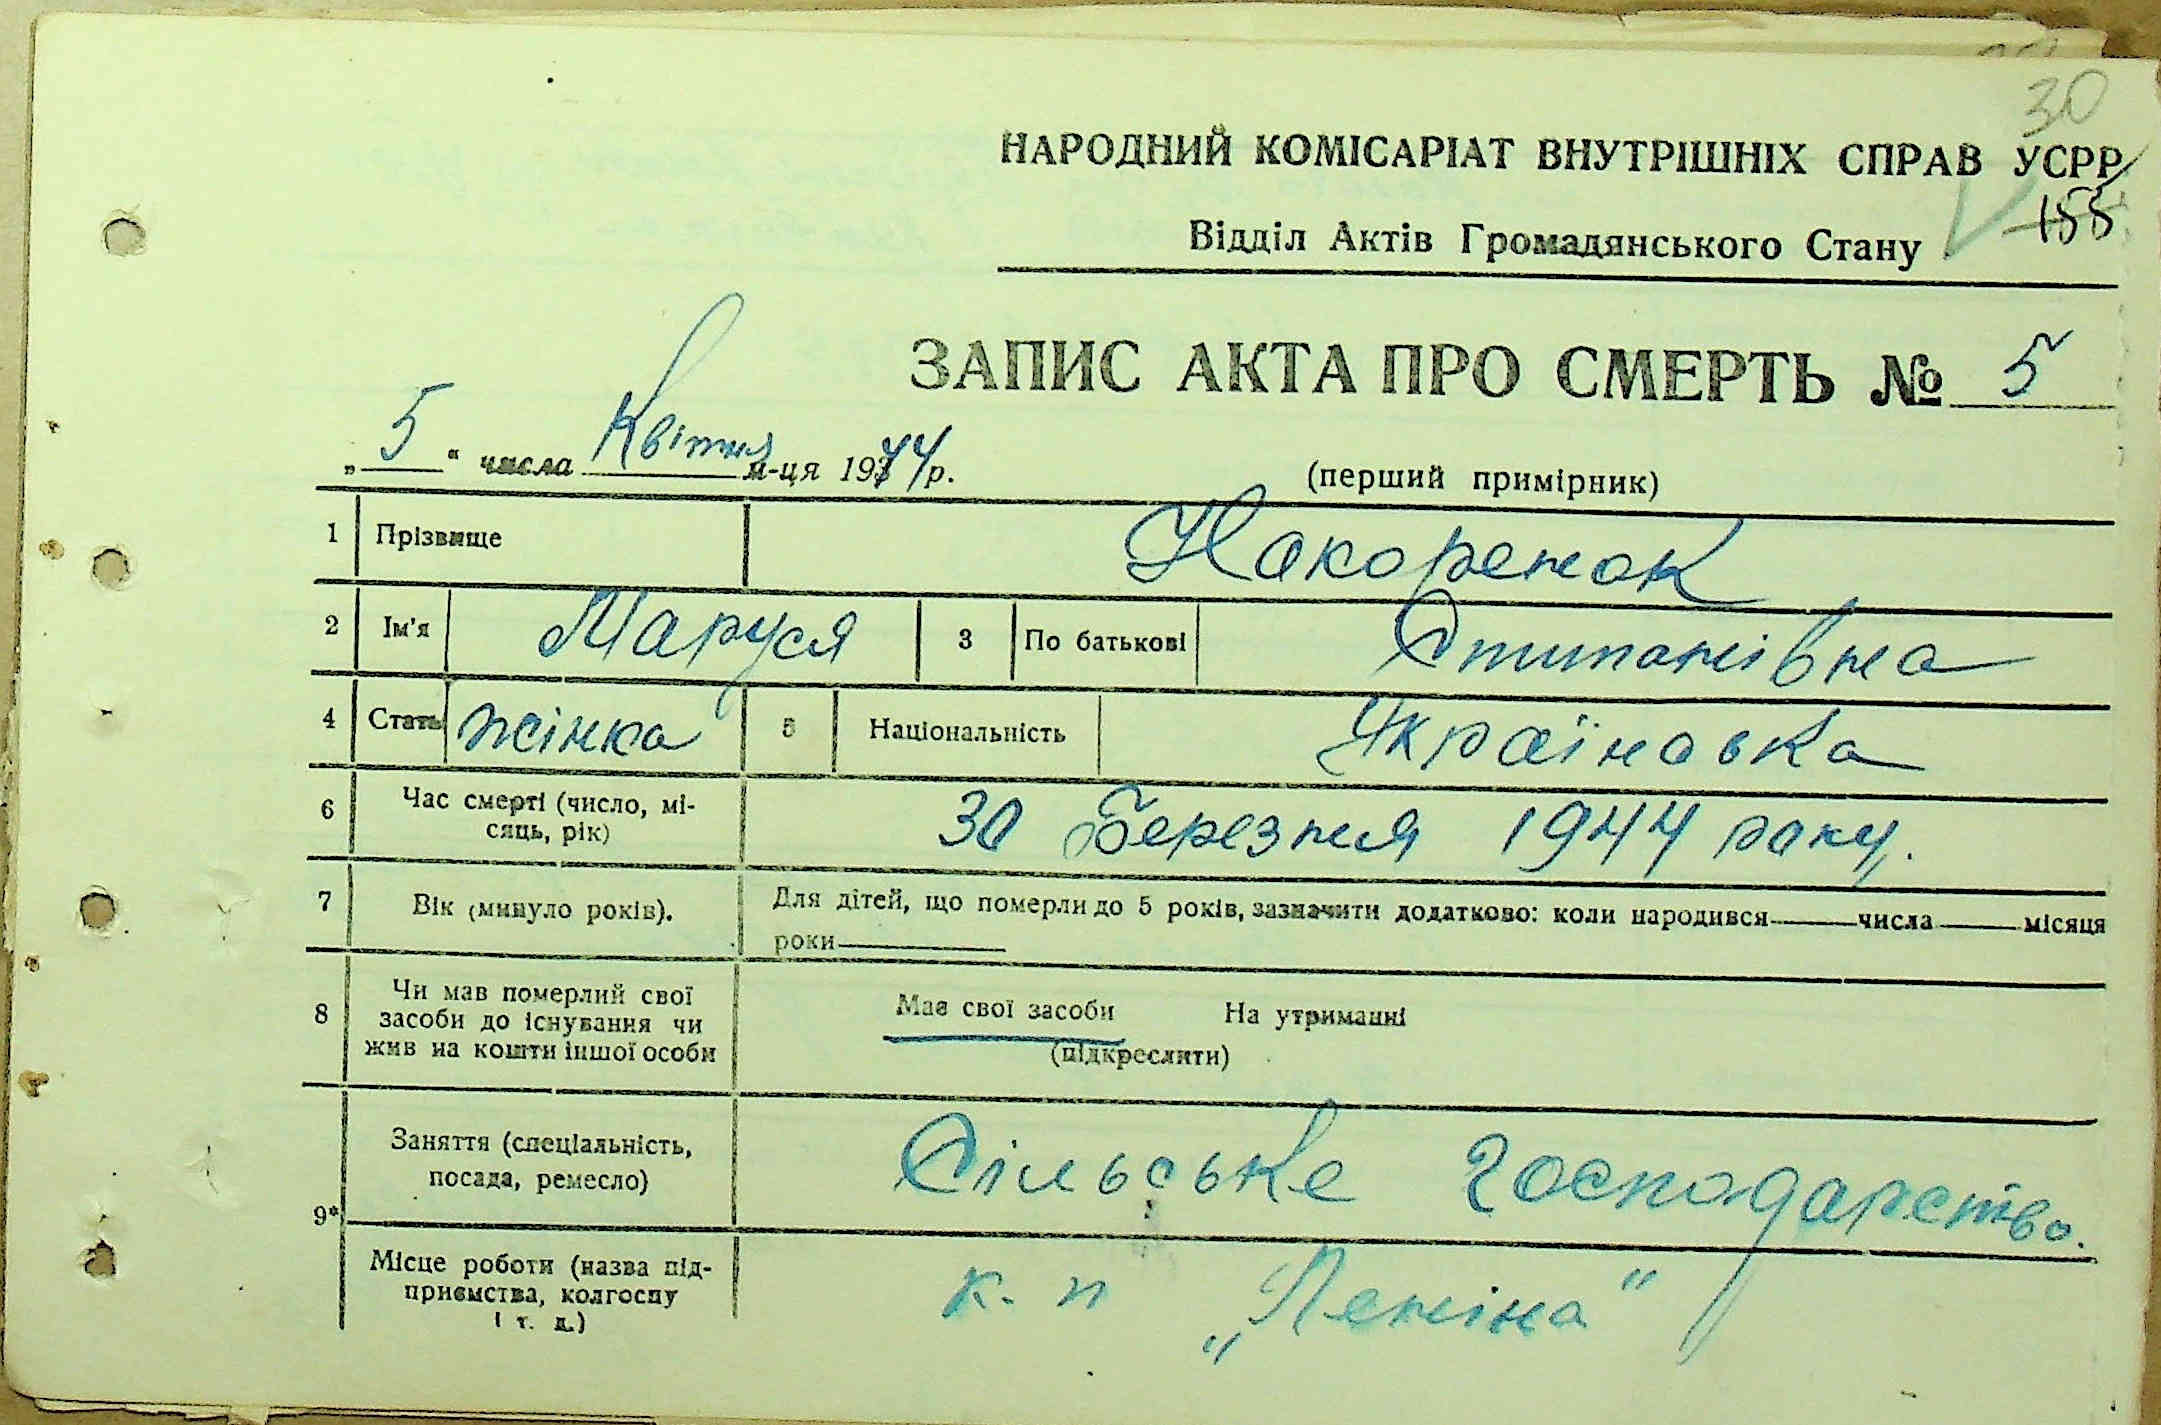 30
НАРОДНИЙ КОМІСАРІАТ ВНУТРІШНІХ СПРАВ УСРР
155
Відділ Актів Громадянського Стану
ЗАПИС АКТА ПРО СМЕРТЬ № 5
„5“ числа Квітня м-ця 1944 р.
(перший примірник)
1 Прізвище Накоренок
2 Ім'я Маруся 3 По батькові Стипанівна
4 Стать жінка 5 Національність Українська
6 Час смерті (число, мі-
сяць, рік) 30 Березня 1944 року.
7 Вік (минуло років). Для дітей, що померли до 5 років, зазначити додатково: коли народився числа місяця
роки
8 Чи мав померлий свої
засоби до існування чи
жив на кошти іншої особи
Має свої засоби На утриманні
(підкреслити)
9* Заняття (спеціальність,
посада, ремесло) Сільське господарство.
Місце роботи (назва під-
приємства, колгоспу
і т. д.) к. п „Леніна“